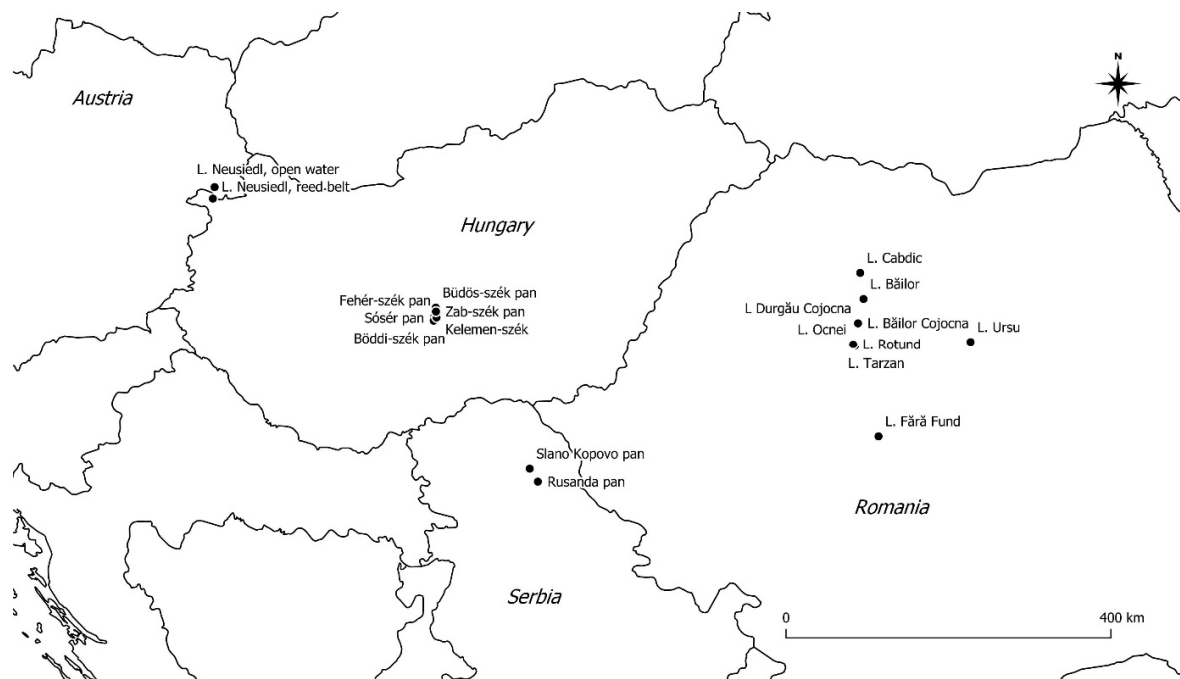 N
Austria
L. Neusiedl, open water
L. Neusiedl, reed-belt
Hungary
L. Cabdic
L. Băilor
Fehér-szék pan
Büdös-szék pan
Sósér pan
Zab-szék pan
Böddi-szék pan
Kelemen-szék
L Durgău Cojocna
L. Băilor Cojocna
L. Ocnei
L. Rotund
L. Ursu
L. Tarzan
L. Fără Fund
Slano Kopovo pan
Rusanda pan
Romania
Serbia
0
400 km